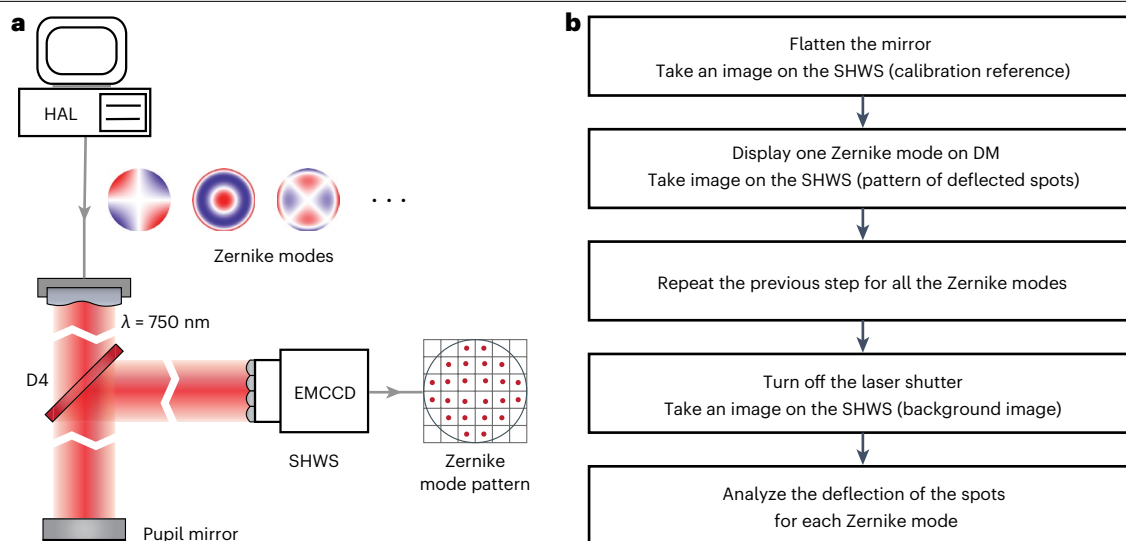 a
HAL
Zernike modes
λ = 750 nm
D4
EMCCD
SHWS
Zernike
mode pattern
Pupil mirror
b
Flatten the mirror
Take an image on the SHWS (calibration reference)
Display one Zernike mode on DM
Take image on the SHWS (pattern of deflected spots)
Repeat the previous step for all the Zernike modes
Turn off the laser shutter
Take an image on the SHWS (background image)
Analyze the deflection of the spots
for each Zernike mode